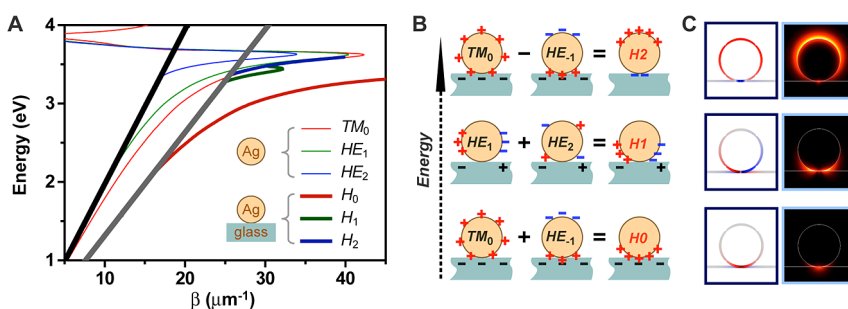 A
Energy (eV)
4
3
2
1
10
20
30
40
β (μm⁻¹)
Ag
TM0
HE1
HE2
Ag
glass
H0
H1
H2
B
Energy
TM0 − HE-1 = H2
HE1 + HE2 = H1
TM0 + HE-1 = H0
C